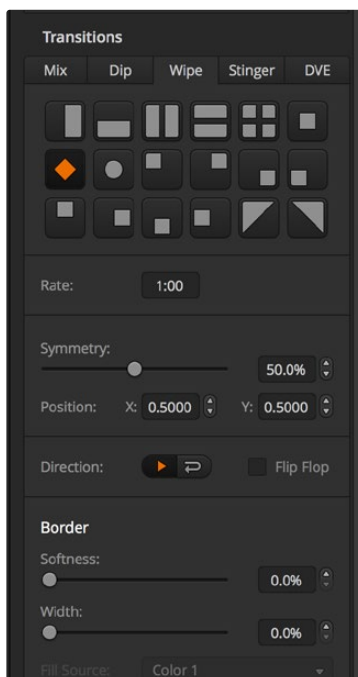 Transitions
Mix Dip Wipe Stinger DVE
Rate: 1:00
Symmetry:
50.0%
Position: X: 0.5000 Y: 0.5000
Direction: Flip Flop
Border
Softness:
0.0%
Width:
0.0%
Fill Source: Color 1